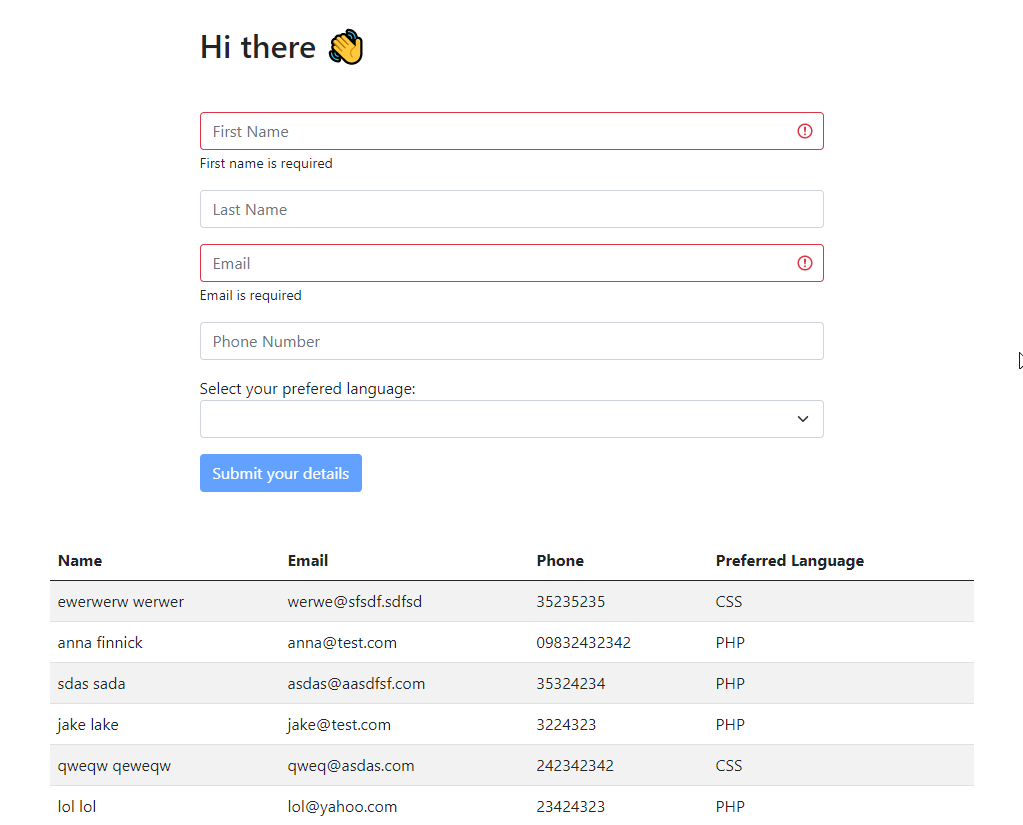 Hi there 👋
First Name
First name is required
Last Name
Email
Email is required
Phone Number
Select your prefered language:
Submit your details
Name Email Phone Preferred Language
ewerwerw werwer werwe@sfsdf.sdfsd 35235235 CSS
anna finnick anna@test.com 09832432342 PHP
sdas sada asdas@aasdfsf.com 35324234 PHP
jake lake jake@test.com 3224323 PHP
qweqw qeweqw qweq@asdas.com 242342342 CSS
lol lol lol@yahoo.com 23424323 PHP